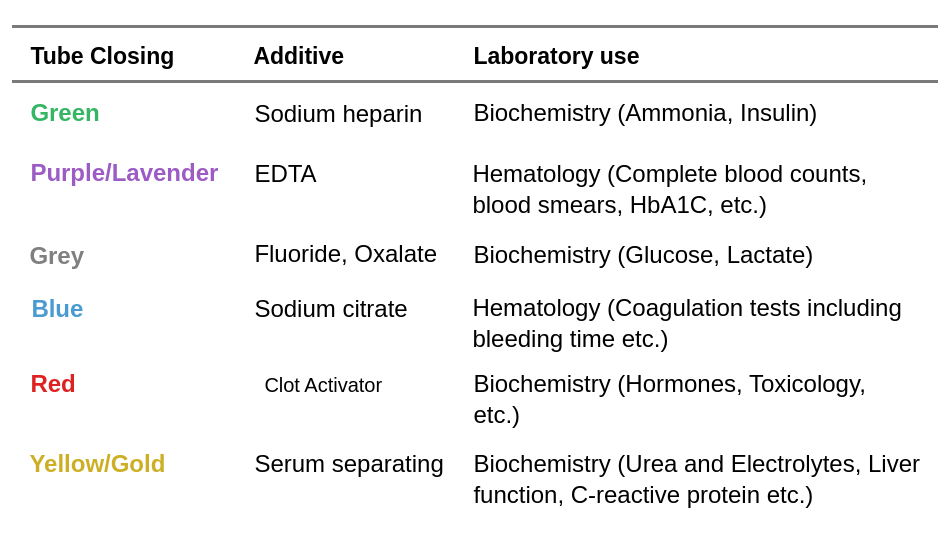 Tube Closing Additive Laboratory use
Green Sodium heparin Biochemistry (Ammonia, Insulin)
Purple/Lavender EDTA Hematology (Complete blood counts,
blood smears, HbA1C, etc.)
Grey Fluoride, Oxalate Biochemistry (Glucose, Lactate)
Blue Sodium citrate Hematology (Coagulation tests including
bleeding time etc.)
Red Clot Activator Biochemistry (Hormones, Toxicology,
etc.)
Yellow/Gold Serum separating Biochemistry (Urea and Electrolytes, Liver
function, C-reactive protein etc.)